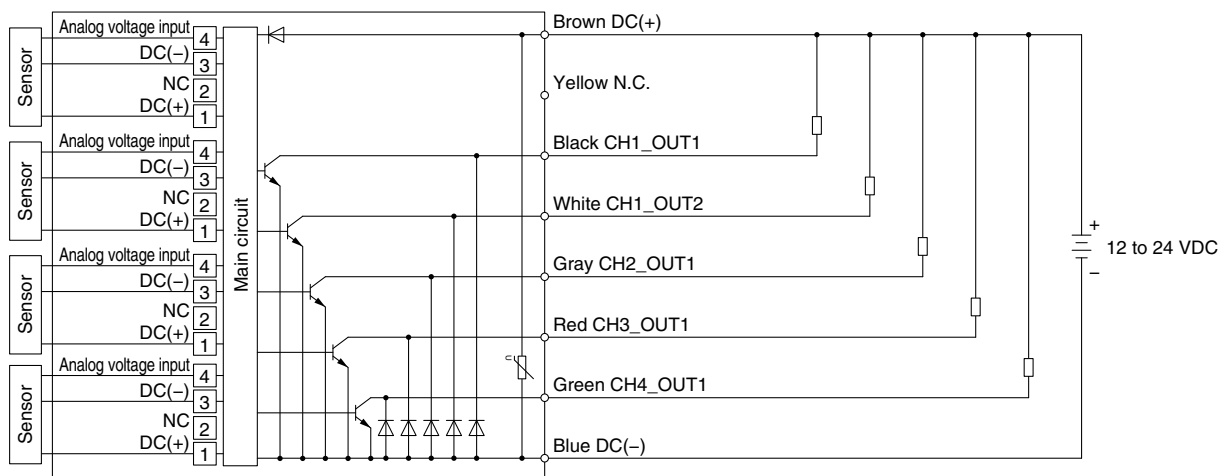 Sensor
Analog voltage input 4
DC(−) 3
NC 2
DC(+) 1
Sensor
Analog voltage input 4
DC(−) 3
NC 2
DC(+) 1
Sensor
Analog voltage input 4
DC(−) 3
NC 2
DC(+) 1
Sensor
Analog voltage input 4
DC(−) 3
NC 2
DC(+) 1
Main circuit
Brown DC(+)
Yellow N.C.
Black CH1_OUT1
White CH1_OUT2
Gray CH2_OUT1
Red CH3_OUT1
Green CH4_OUT1
Blue DC(−)
+
12 to 24 VDC
−